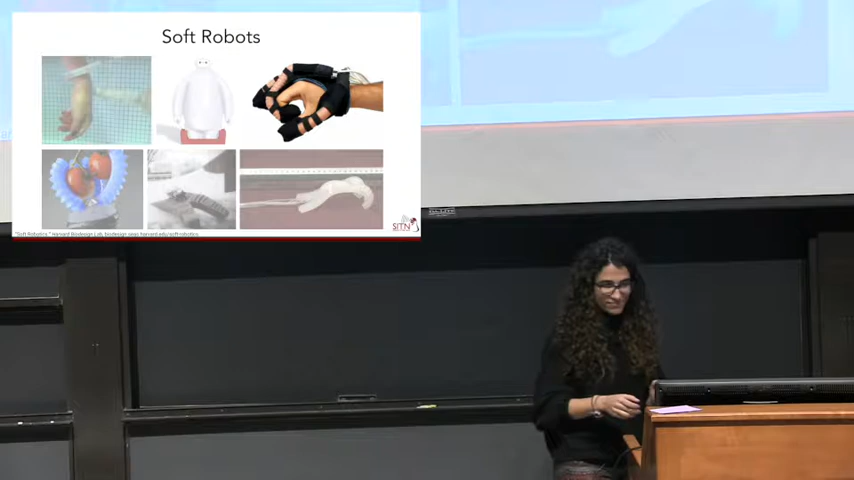 Soft Robots
SITN
"Soft Robotics." Harvard Biodesign Lab, biodesign.seas.harvard.edu/soft-robotics.